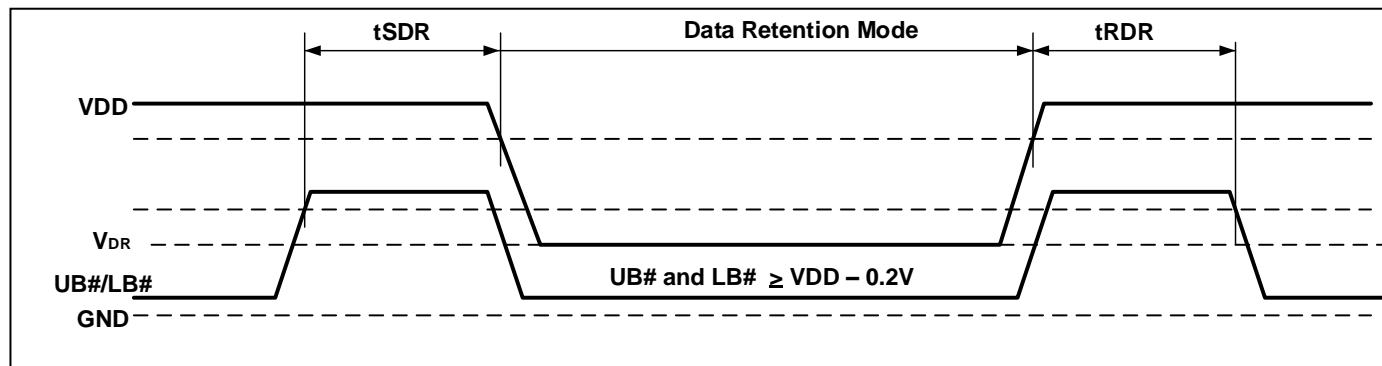 tSDR Data Retention Mode tRDR
VDD
VDR
UB#/LB# UB# and LB# ≥ VDD – 0.2V
GND